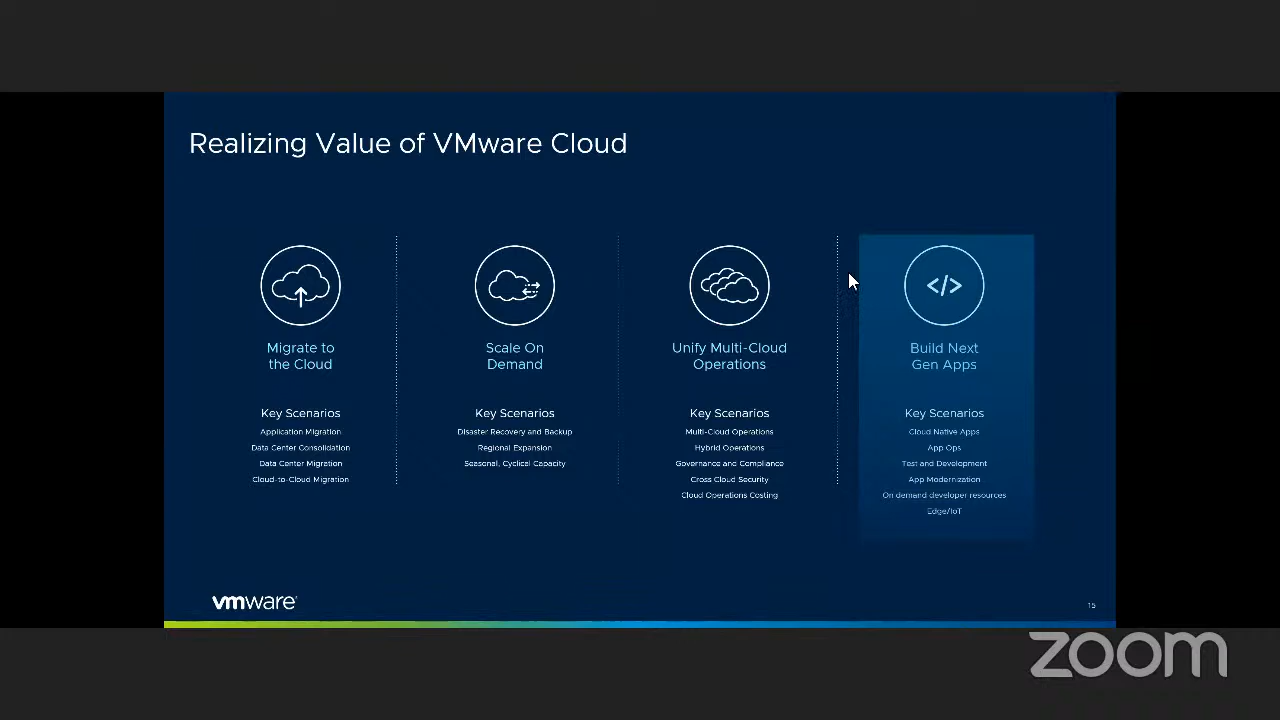 Realizing Value of VMware Cloud
Migrate to
the Cloud
Key Scenarios
Application Migration
Data Center Consolidation
Data Center Migration
Cloud-to-Cloud Migration
Scale On
Demand
Key Scenarios
Disaster Recovery and Backup
Regional Expansion
Seasonal, Cyclical Capacity
Unify Multi-Cloud
Operations
Key Scenarios
Multi-Cloud Operations
Hybrid Operations
Governance and Compliance
Cross Cloud Security
Cloud Operations Costing
</>
Build Next
Gen Apps
Key Scenarios
Cloud Native Apps
App Ops
Test and Development
App Modernization
On demand developer resources
Edge/IoT
vmware®
15
zoom